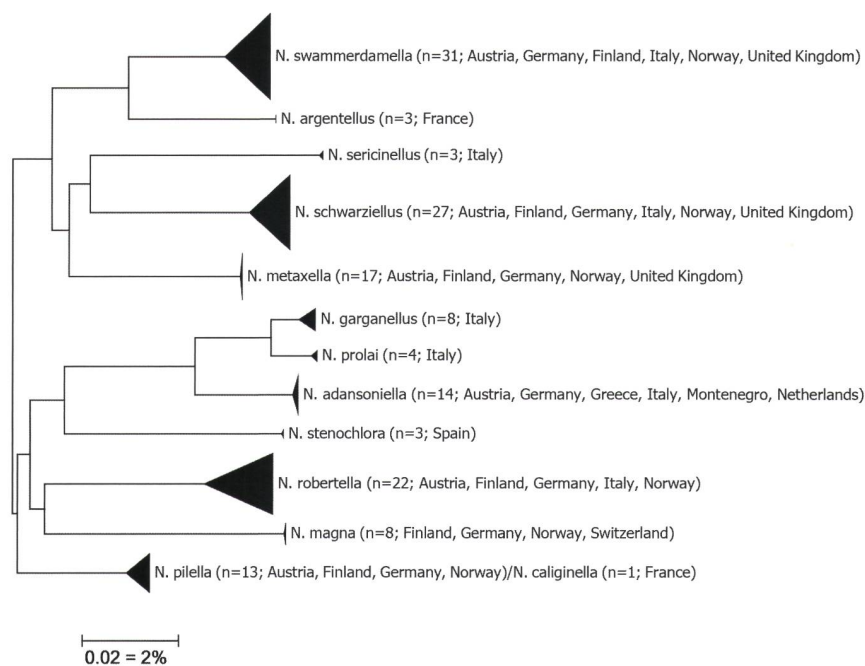 N. swammerdamella (n=31; Austria, Germany, Finland, Italy, Norway, United Kingdom)
N. argentellus (n=3; France)
N. sericinellus (n=3; Italy)
N. schwarziellus (n=27; Austria, Finland, Germany, Italy, Norway, United Kingdom)
N. metaxella (n=17; Austria, Finland, Germany, Norway, United Kingdom)
N. garganellus (n=8; Italy)
N. prolai (n=4; Italy)
N. adansoniella (n=14; Austria, Germany, Greece, Italy, Montenegro, Netherlands)
N. stenochlora (n=3; Spain)
N. robertella (n=22; Austria, Finland, Germany, Italy, Norway)
N. magna (n=8; Finland, Germany, Norway, Switzerland)
N. pilella (n=13; Austria, Finland, Germany, Norway)/N. caliginella (n=1; France)
0.02 = 2%